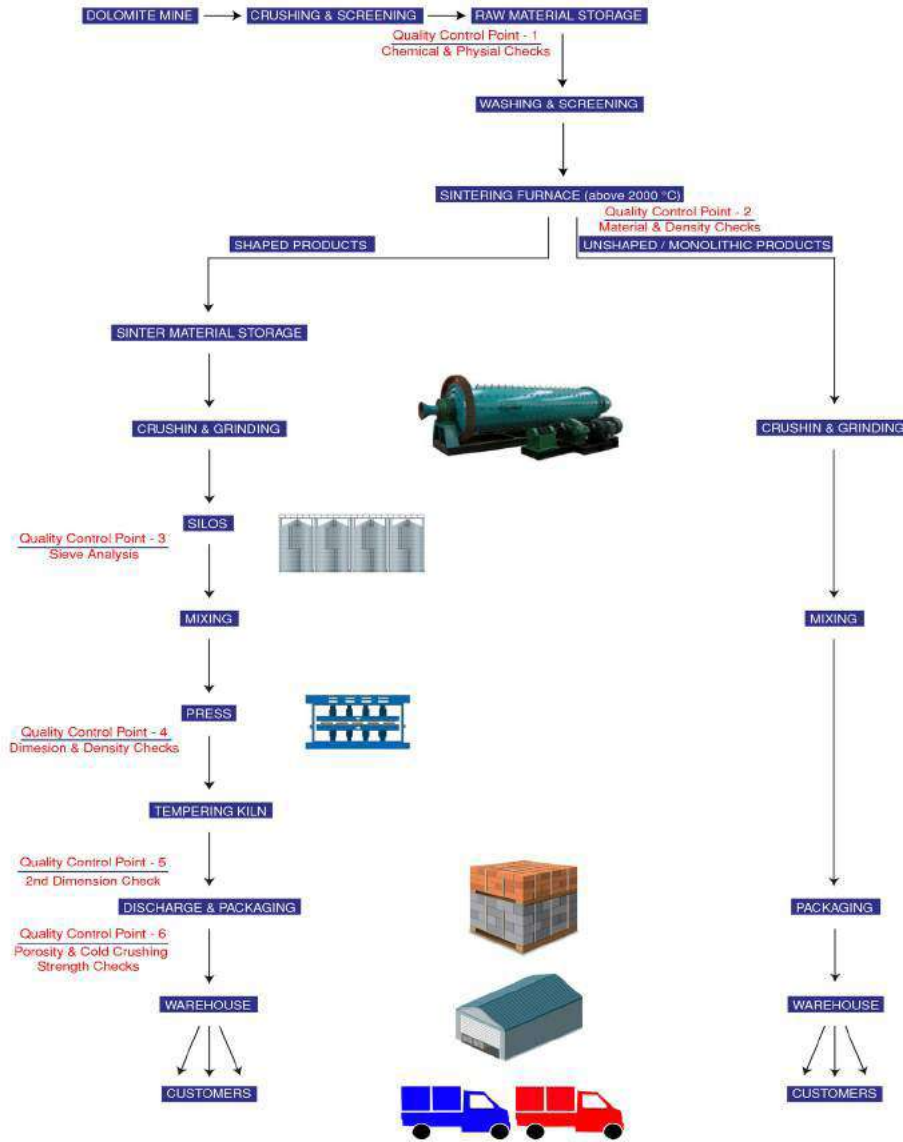 DOLOMITE MINE
CRUSHING & SCREENING
RAW MATERIAL STORAGE
Quality Control Point - 1
Chemical & Physial Checks
WASHING & SCREENING
SINTERING FURNACE (above 2000 °C)
Quality Control Point - 2
Material & Density Checks
SHAPED PRODUCTS
UNSHAPED / MONOLITHIC PRODUCTS
SINTER MATERIAL STORAGE
CRUSHIN & GRINDING
CRUSHIN & GRINDING
SILOS
Quality Control Point - 3
Sieve Analysis
MIXING
MIXING
PRESS
Quality Control Point - 4
Dimesion & Density Checks
TEMPERING KILN
Quality Control Point - 5
2nd Dimension Check
DISCHARGE & PACKAGING
PACKAGING
Quality Control Point - 6
Porosity & Cold Crushing
Strength Checks
WAREHOUSE
WAREHOUSE
CUSTOMERS
CUSTOMERS